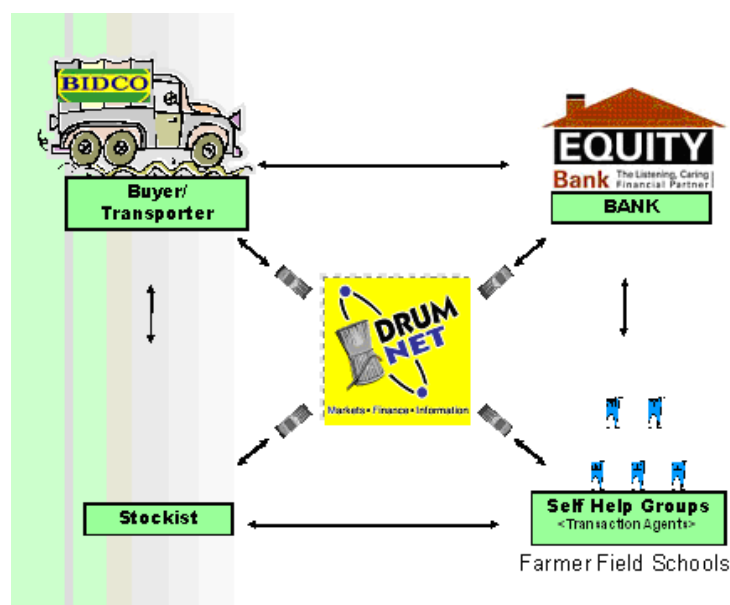 BIDCO
Buyer/
Transporter
EQUITY
Bank The Listening, Caring
Financial Partner
BANK
DRUM
NET
Markets • Finance • Information
Stockist
Self Help Groups
<Transaction Agents>
Farmer Field Schools